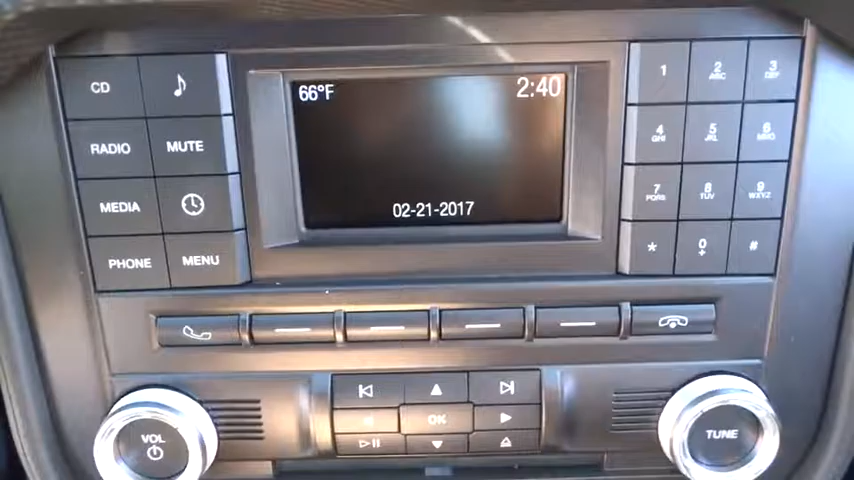 66°F 2:40
02-21-2017
CD
RADIO MUTE
MEDIA
PHONE MENU
1 2 ABC 3 DEF
4 GHI 5 JKL 6 MNO
7 PQRS 8 TUV 9 WXYZ
* 0 + #
OK
VOL
TUNE